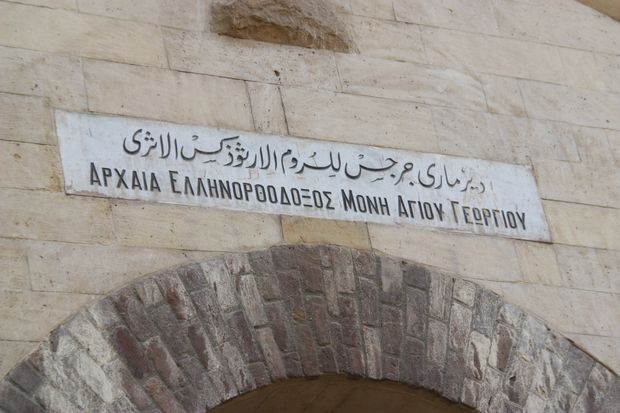 دير مارى جرجس للروم الارثوذكس الاثرى
ΑΡΧΑΙΑ ΕΛΛΗΝΟΡΘΟΔΟΞΟΣ ΜΟΝΗ ΑΓΙΟΥ ΓΕΩΡΓΙΟΥ